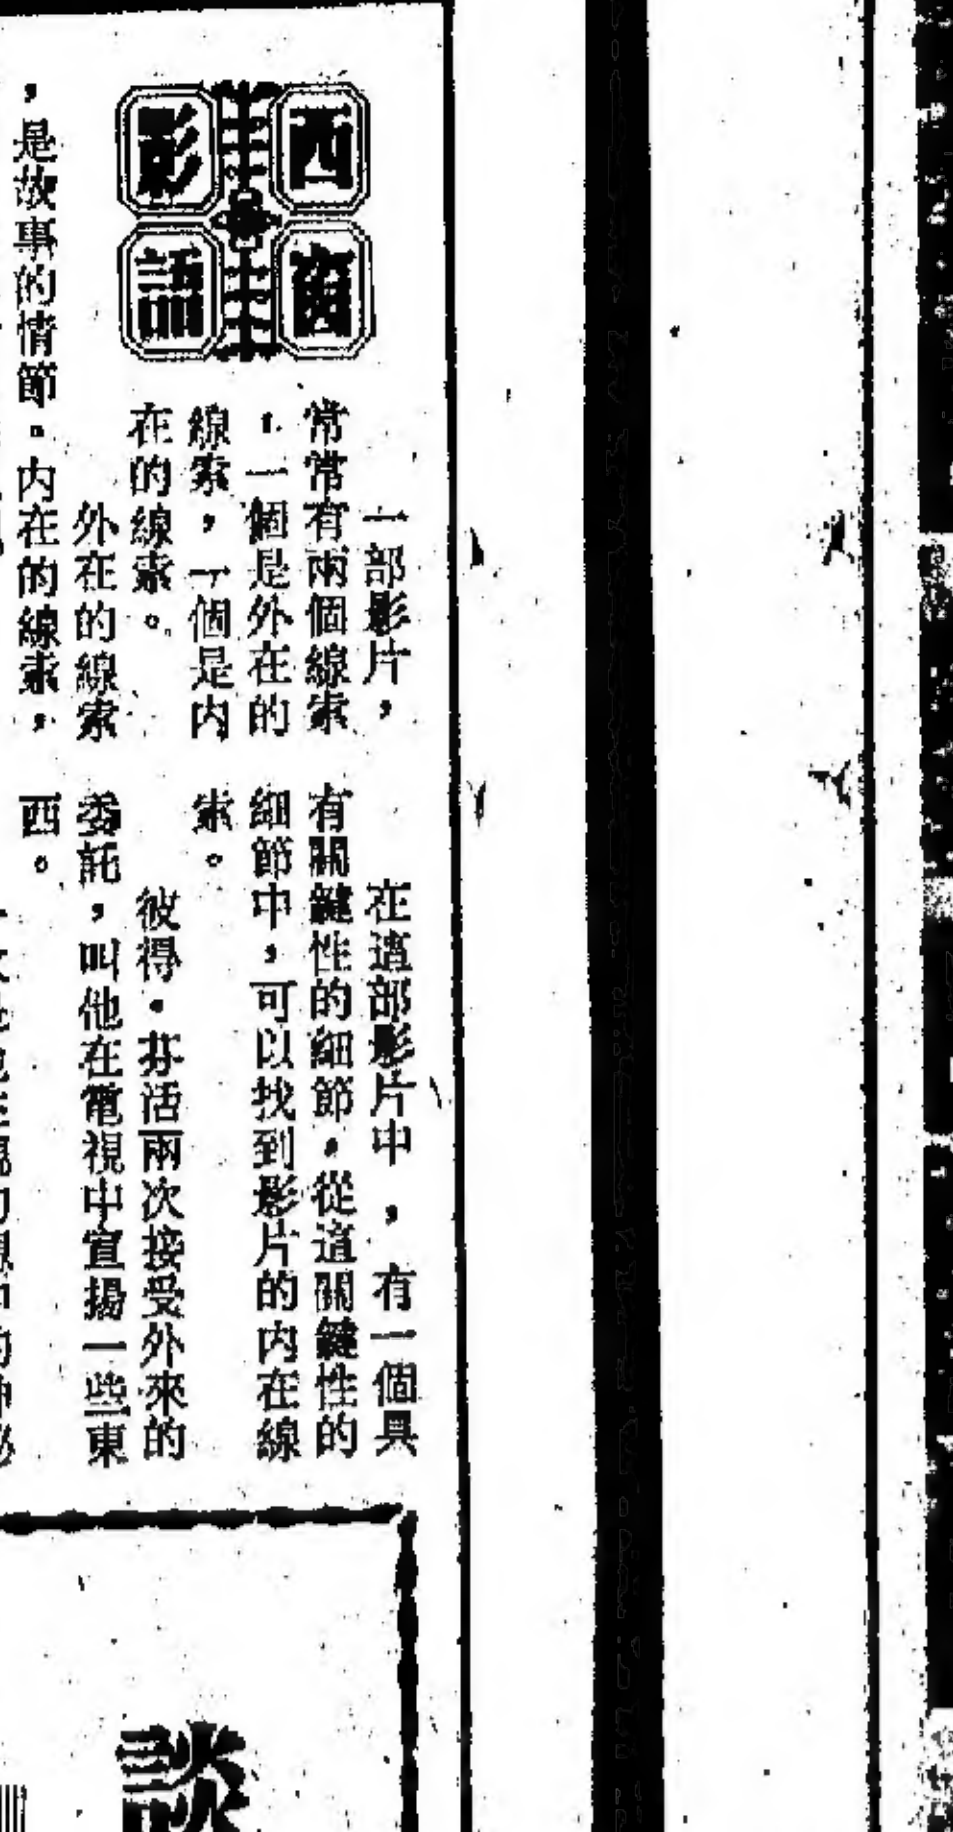 西窗
影語
一部影片，
常常有兩個線索
，一個是外在的
線索，一個是內
在的線索。
外在的線索
，是故事的情節。內在的線索，
在這部影片中，有一個具
有關鍵性的細節，從這關鍵性的
細節中，可以找到影片的內在線
索。
彼得·芬活兩次接受外來的
委託，叫他在電視中宣揚一些東
西。
談